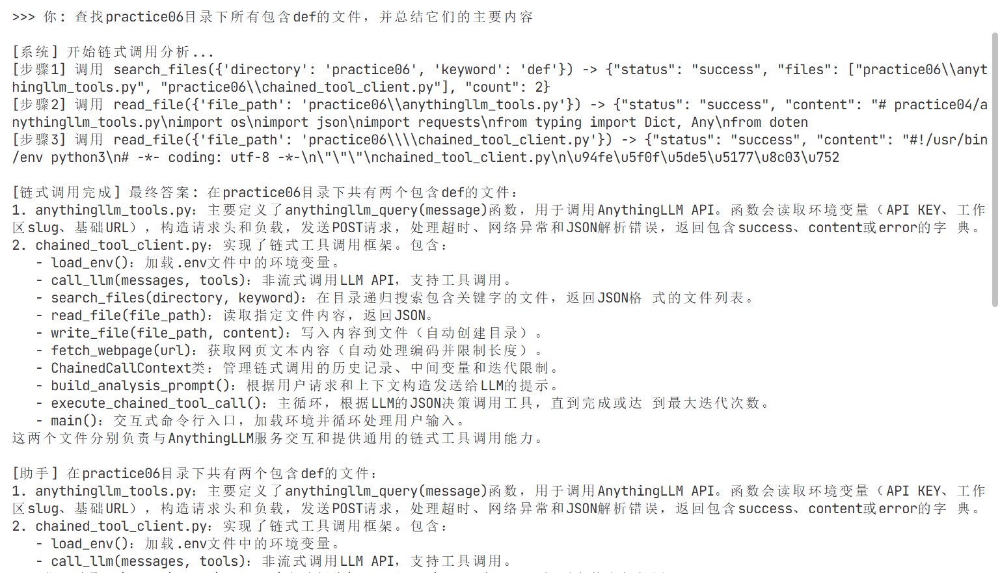 >>> 你: 查找practice06目录下所有包含def的文件，并总结它们的主要内容
[系统] 开始链式调用分析...
[步骤1] 调用 search_files({'directory': 'practice06', 'keyword': 'def'}) -> {"status": "success", "files": ["practice06\\anyt
hingllm_tools.py", "practice06\\chained_tool_client.py"], "count": 2}
[步骤2] 调用 read_file({'file_path': 'practice06\\anythingllm_tools.py'}) -> {"status": "success", "content": "# practice04/a
nythingllm_tools.py\nimport os\nimport json\nimport requests\nfrom typing import Dict, Any\nfrom doten
[步骤3] 调用 read_file({'file_path': 'practice06\\\\chained_tool_client.py'}) -> {"status": "success", "content": "#!/usr/bin
/env python3\n# -*- coding: utf-8 -*-\n\"\"\"\nchained_tool_client.py\n\u94fe\u5f0f\u5de5\u5177\u8c03\u752
[链式调用完成] 最终答案: 在practice06目录下共有两个包含def的文件：
1. anythingllm_tools.py：主要定义了anythingllm_query(message)函数，用于调用AnythingLLM API。函数会读取环境变量（API KEY、工作
区slug、基础URL），构造请求头和负载，发送POST请求，处理超时、网络异常和JSON解析错误，返回包含success、content或error的字 典。
2. chained_tool_client.py：实现了链式工具调用框架。包含：
- load_env()：加载.env文件中的环境变量。
- call_llm(messages, tools)：非流式调用LLM API，支持工具调用。
- search_files(directory, keyword)：在目录递归搜索包含关键字的文件，返回JSON格 式的文件列表。
- read_file(file_path)：读取指定文件内容，返回JSON。
- write_file(file_path, content)：写入内容到文件（自动创建目录）。
- fetch_webpage(url)：获取网页文本内容（自动处理编码并限制长度）。
- ChainedCallContext类：管理链式调用的历史记录、中间变量和迭代限制。
- build_analysis_prompt()：根据用户请求和上下文构造发送给LLM的提示。
- execute_chained_tool_call()：主循环，根据LLM的JSON决策调用工具，直到完成或达 到最大迭代次数。
- main()：交互式命令行入口，加载环境并循环处理用户输入。
这两个文件分别负责与AnythingLLM服务交互和提供通用的链式工具调用能力。
[助手] 在practice06目录下共有两个包含def的文件：
1. anythingllm_tools.py：主要定义了anythingllm_query(message)函数，用于调用AnythingLLM API。函数会读取环境变量（API KEY、工作
区slug、基础URL），构造请求头和负载，发送POST请求，处理超时、网络异常和JSON解析错误，返回包含success、content或error的字 典。
2. chained_tool_client.py：实现了链式工具调用框架。包含：
- load_env()：加载.env文件中的环境变量。
- call_llm(messages, tools)：非流式调用LLM API，支持工具调用。